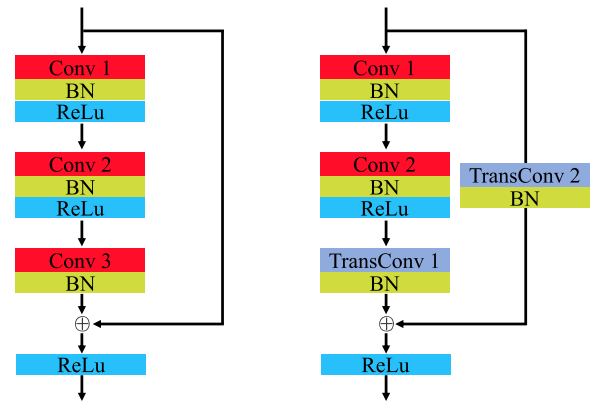 Conv 1
BN
ReLu
Conv 2
BN
ReLu
Conv 3
BN
ReLu
Conv 1
BN
ReLu
Conv 2
BN
ReLu
TransConv 1
BN
ReLu
TransConv 2
BN